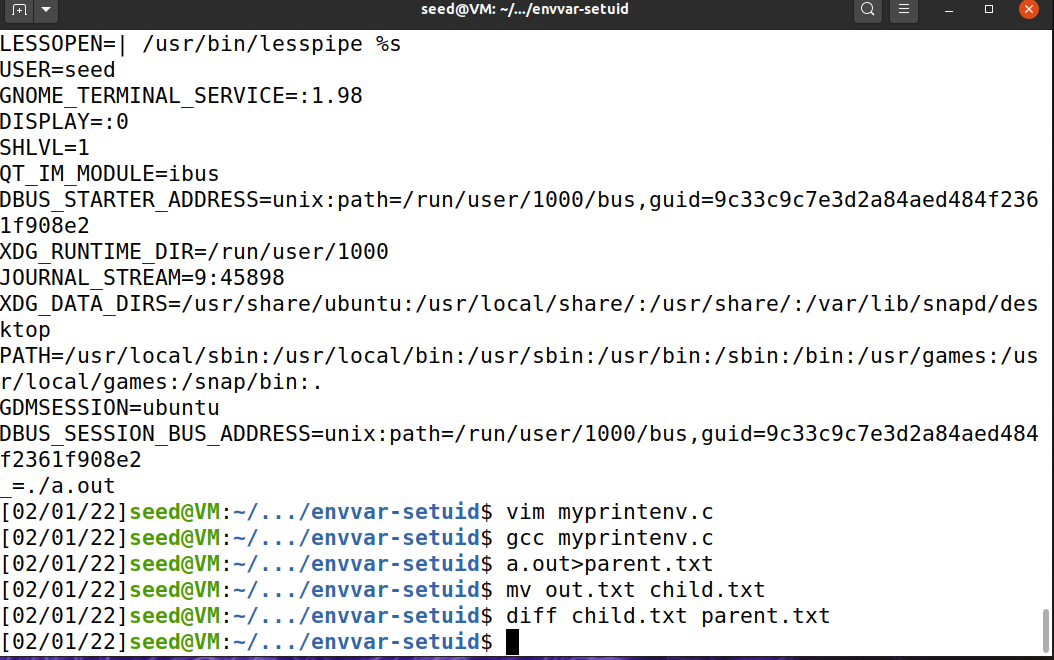 seed@VM: ~/.../envvar-setuid
LESSOPEN=| /usr/bin/lesspipe %s
USER=seed
GNOME_TERMINAL_SERVICE=:1.98
DISPLAY=:0
SHLVL=1
QT_IM_MODULE=ibus
DBUS_STARTER_ADDRESS=unix:path=/run/user/1000/bus,guid=9c33c9c7e3d2a84aed484f236
1f908e2
XDG_RUNTIME_DIR=/run/user/1000
JOURNAL_STREAM=9:45898
XDG_DATA_DIRS=/usr/share/ubuntu:/usr/local/share/:/usr/share/:/var/lib/snapd/des
ktop
PATH=/usr/local/sbin:/usr/local/bin:/usr/sbin:/usr/bin:/sbin:/bin:/usr/games:/us
r/local/games:/snap/bin:.
GDMSESSION=ubuntu
DBUS_SESSION_BUS_ADDRESS=unix:path=/run/user/1000/bus,guid=9c33c9c7e3d2a84aed484
f2361f908e2
_=./a.out
[02/01/22]seed@VM:~/.../envvar-setuid$ vim myprintenv.c
[02/01/22]seed@VM:~/.../envvar-setuid$ gcc myprintenv.c
[02/01/22]seed@VM:~/.../envvar-setuid$ a.out>parent.txt
[02/01/22]seed@VM:~/.../envvar-setuid$ mv out.txt child.txt
[02/01/22]seed@VM:~/.../envvar-setuid$ diff child.txt parent.txt
[02/01/22]seed@VM:~/.../envvar-setuid$